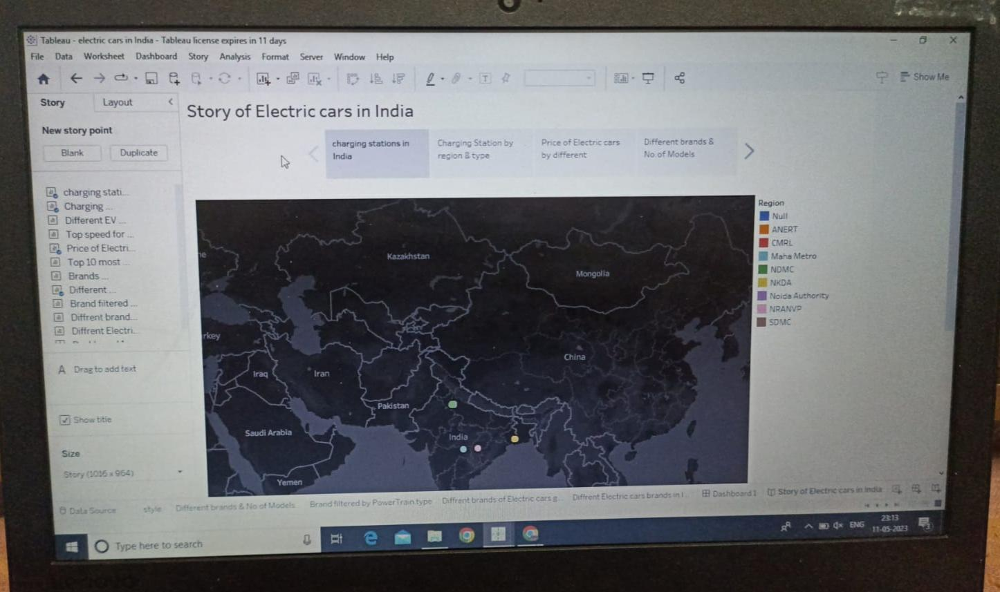 Tableau - electric cars in India - Tableau license expires in 11 days
File Data Worksheet Dashboard Story Analysis Format Server Window Help
Show Me
Story Layout
New story point
Blank Duplicate
charging stati...
Charging ...
Different EV ...
Top speed for ...
Price of Electri...
Top 10 most ...
Brands ...
Different ...
Brand filtered ...
Diffrent brand...
Diffrent Electri...
A Drag to add text
Show title
Size
Story (1016 x 964)
Story of Electric cars in India
charging stations in
India
Charging Station by
region & type
Price of Electric cars
by different
Different brands &
No.of Models
Kazakhstan
Mongolia
rkey
China
Iraq
Iran
Pakistan
Saudi Arabia
India
Yemen
Region
Null
ANERT
CMRL
Maha Metro
NDMC
NKDA
Noida Authority
NRANVP
SDMC
Data Source style Different brands & No of Models Brand filtered by PowerTrain type Diffrent brands of Electric cars g... Diffrent Electric cars brands in I... Dashboard 1 Story of Electric cars in India
Type here to search
ENG
23:13
11-05-2023